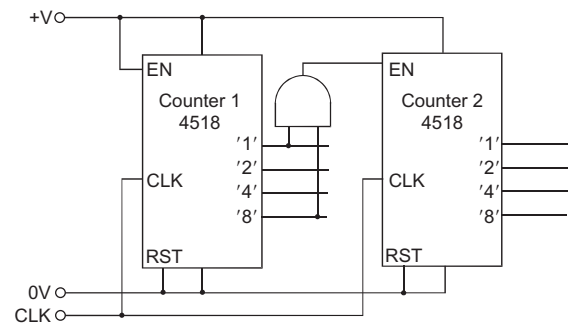 +V
EN
Counter 1
4518
'1'
'2'
CLK
'4'
'8'
RST
EN
Counter 2
4518
'1'
'2'
CLK
'4'
'8'
RST
0V
CLK